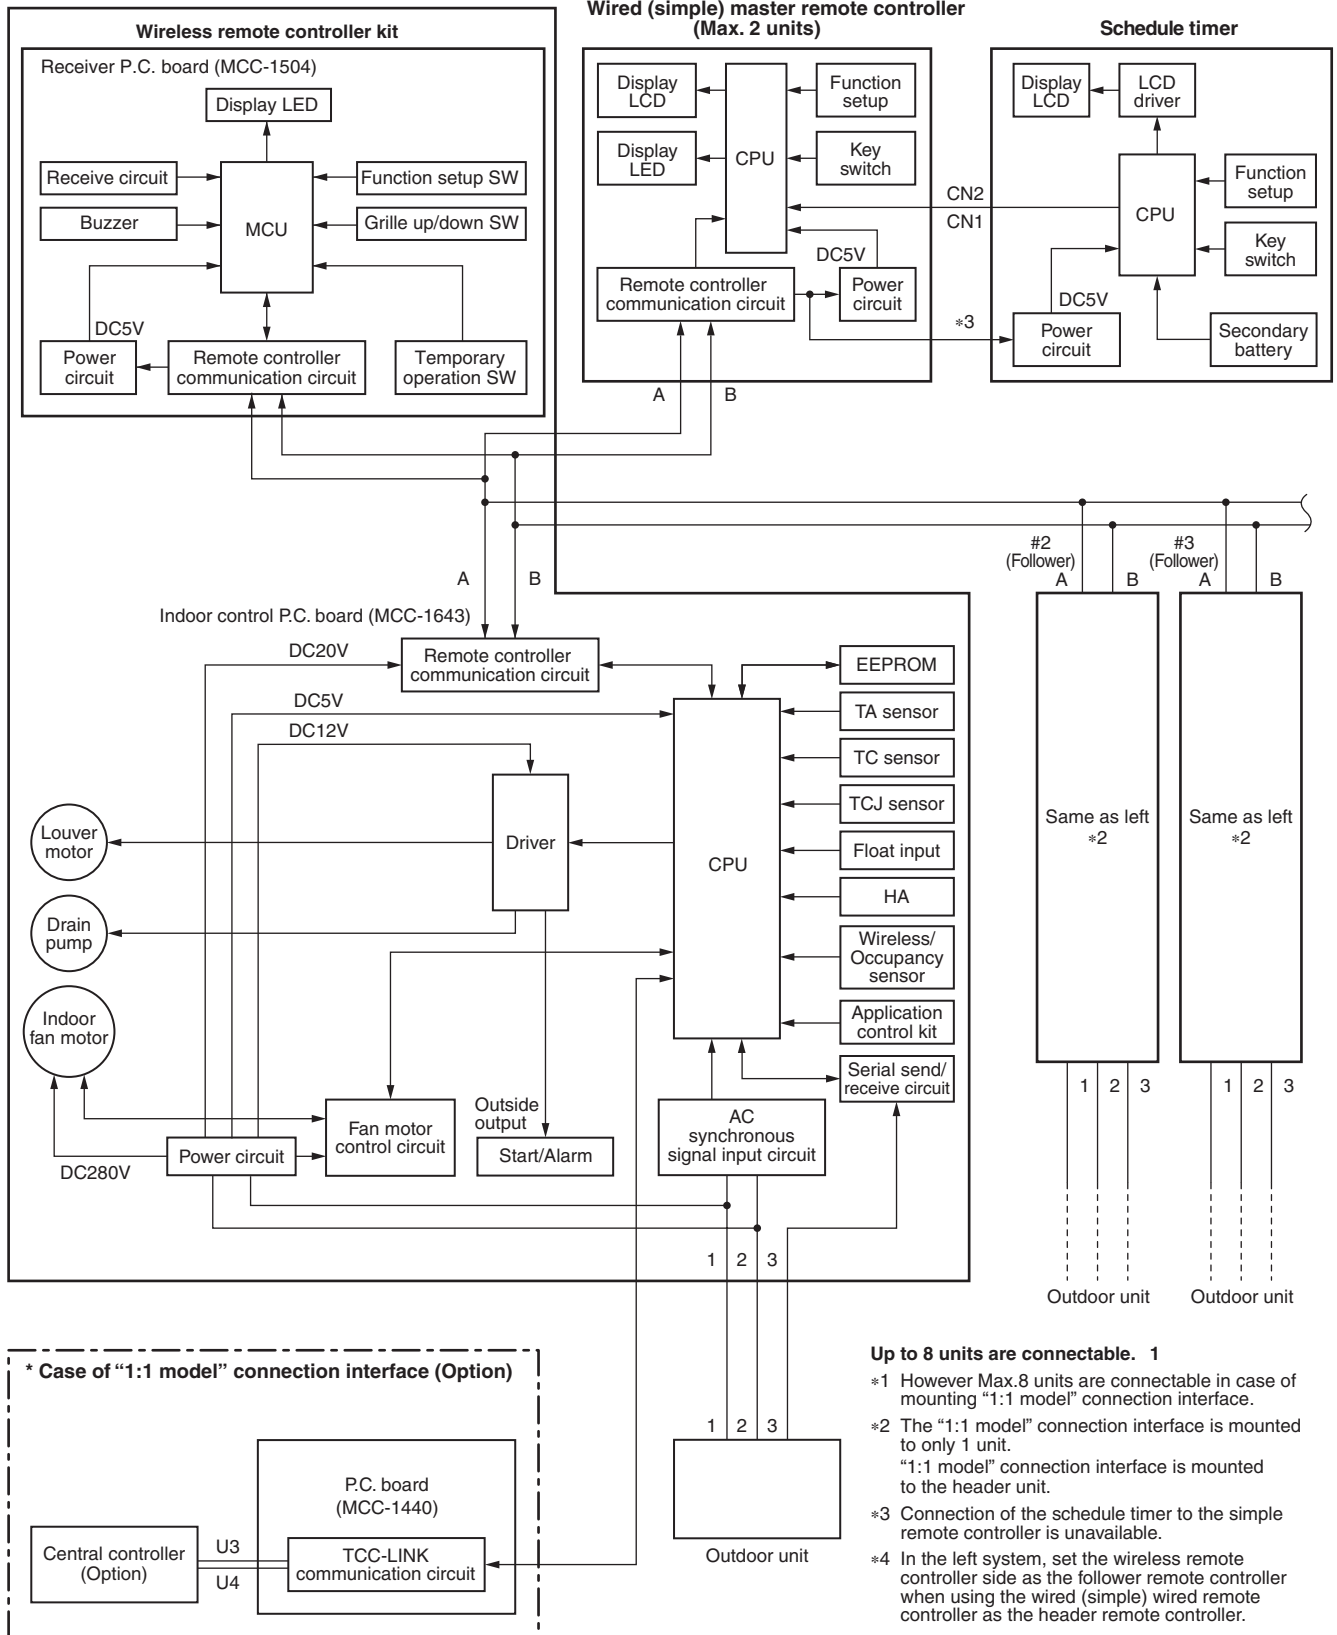 Wireless remote controller kit
Receiver P.C. board (MCC-1504)
Display LED
Receive circuit
Function setup SW
Buzzer
MCU
Grille up/down SW
DC5V
Power
circuit
Remote controller
communication circuit
Temporary
operation SW
Wired (simple) master remote controller
(Max. 2 units)
Display
LCD
Function
setup
Display
LED
CPU
Key
switch
DC5V
Remote controller
communication circuit
Power
circuit
A
B
CN2
CN1
*3
Schedule timer
Display
LCD
LCD
driver
Function
setup
CPU
Key
switch
DC5V
Power
circuit
Secondary
battery
A
B
Indoor control P.C. board (MCC-1643)
DC20V
Remote controller
communication circuit
DC5V
DC12V
EEPROM
TA sensor
TC sensor
TCJ sensor
Float input
HA
Wireless/
Occupancy
sensor
Application
control kit
Serial send/
receive circuit
Louver
motor
Driver
CPU
Drain
pump
Indoor
fan motor
Fan motor
control circuit
Outside
output
Start/Alarm
AC
synchronous
signal input circuit
Power circuit
DC280V
1
2
3
#2
(Follower)
A
B
Same as left
*2
1
2
3
Outdoor unit
#3
(Follower)
A
B
Same as left
*2
1
2
3
Outdoor unit
* Case of “1:1 model” connection interface (Option)
P.C. board
(MCC-1440)
Central controller
(Option)
U3
U4
TCC-LINK
communication circuit
1
2
3
Outdoor unit
Up to 8 units are connectable. 1
*1 However Max.8 units are connectable in case of
mounting “1:1 model” connection interface.
*2 The “1:1 model” connection interface is mounted
to only 1 unit.
“1:1 model” connection interface is mounted
to the header unit.
*3 Connection of the schedule timer to the simple
remote controller is unavailable.
*4 In the left system, set the wireless remote
controller side as the follower remote controller
when using the wired (simple) wired remote
controller as the header remote controller.